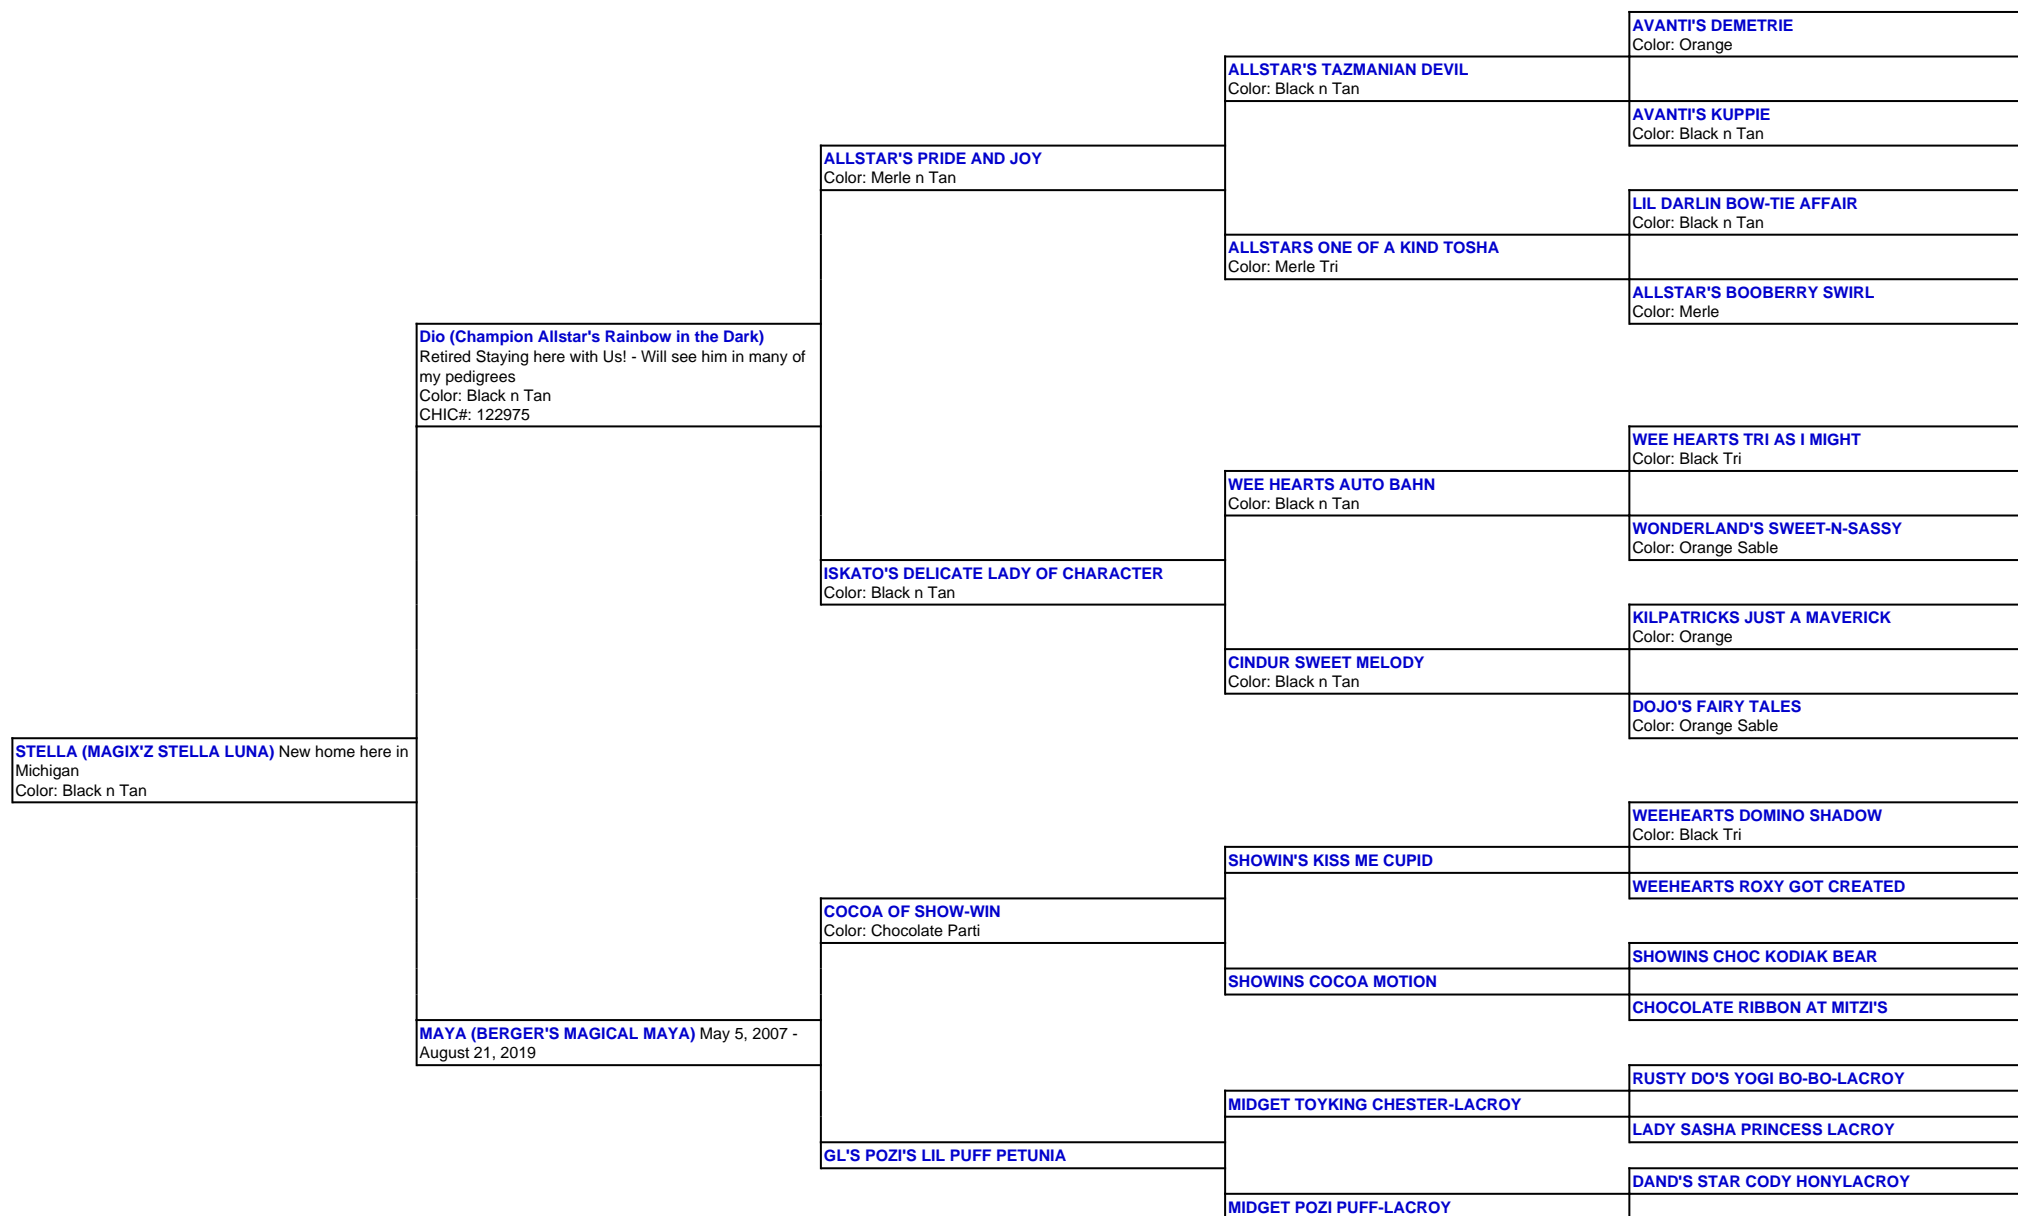 STELLA (MAGIX'Z STELLA LUNA) New home here in
Michigan
Color: Black n Tan
Dio (Champion Allstar's Rainbow in the Dark)
Retired Staying here with Us! - Will see him in many of
my pedigrees
Color: Black n Tan
CHIC#: 122975
MAYA (BERGER'S MAGICAL MAYA) May 5, 2007 -
August 21, 2019
ALLSTAR'S PRIDE AND JOY
Color: Merle n Tan
ISKATO'S DELICATE LADY OF CHARACTER
Color: Black n Tan
COCOA OF SHOW-WIN
Color: Chocolate Parti
GL'S POZI'S LIL PUFF PETUNIA
ALLSTAR'S TAZMANIAN DEVIL
Color: Black n Tan
ALLSTARS ONE OF A KIND TOSHA
Color: Merle Tri
WEE HEARTS AUTO BAHN
Color: Black n Tan
CINDUR SWEET MELODY
Color: Black n Tan
SHOWIN'S KISS ME CUPID
SHOWINS COCOA MOTION
MIDGET TOYKING CHESTER-LACROY
MIDGET POZI PUFF-LACROY
AVANTI'S DEMETRIE
Color: Orange
AVANTI'S KUPPIE
Color: Black n Tan
LIL DARLIN BOW-TIE AFFAIR
Color: Black n Tan
ALLSTAR'S BOOBERRY SWIRL
Color: Merle
WEE HEARTS TRI AS I MIGHT
Color: Black Tri
WONDERLAND'S SWEET-N-SASSY
Color: Orange Sable
KILPATRICKS JUST A MAVERICK
Color: Orange
DOJO'S FAIRY TALES
Color: Orange Sable
WEEHEARTS DOMINO SHADOW
Color: Black Tri
WEEHEARTS ROXY GOT CREATED
SHOWINS CHOC KODIAK BEAR
CHOCOLATE RIBBON AT MITZI'S
RUSTY DO'S YOGI BO-BO-LACROY
LADY SASHA PRINCESS LACROY
DAND'S STAR CODY HONYLACROY